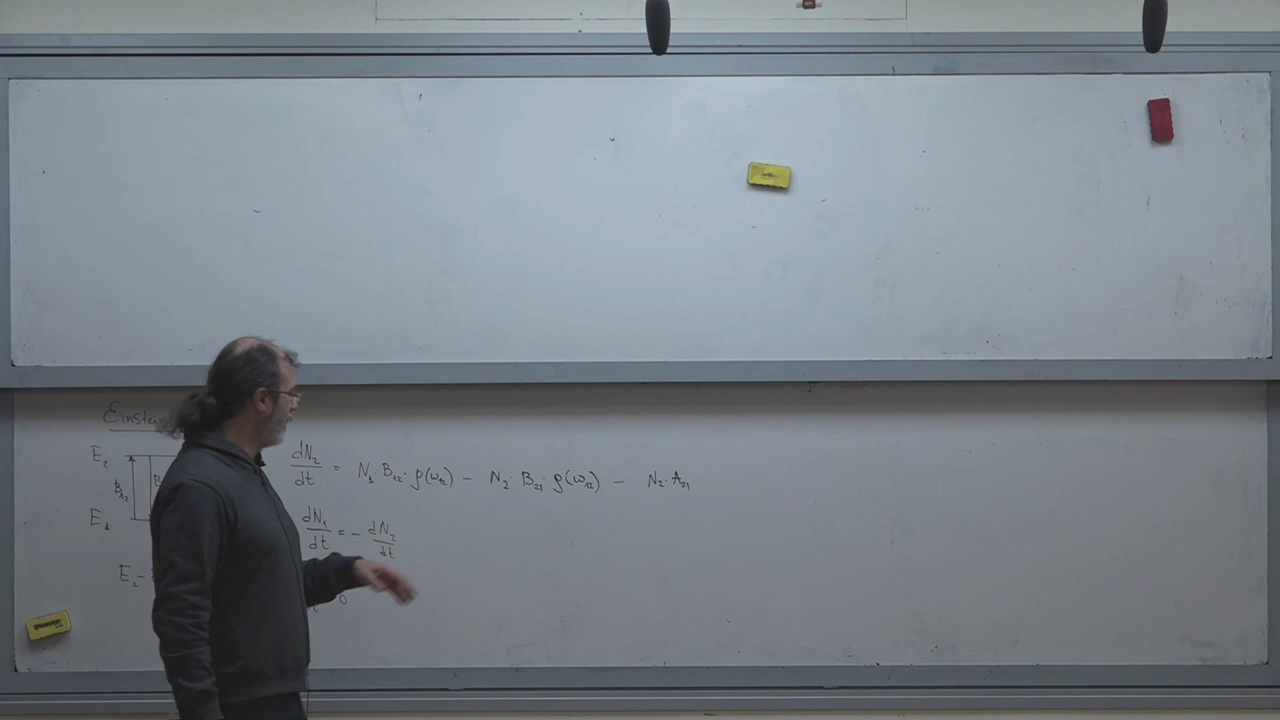 Einstein
E₂
B₁₂
E₁
dN₂/dt = N₁ B₁₂·ρ(ω₁₂) – N₂·B₂₁·ρ(ω₁₂) – N₂·A₂₁
dN₁/dt = – dN₂/dt
E₂ –
0